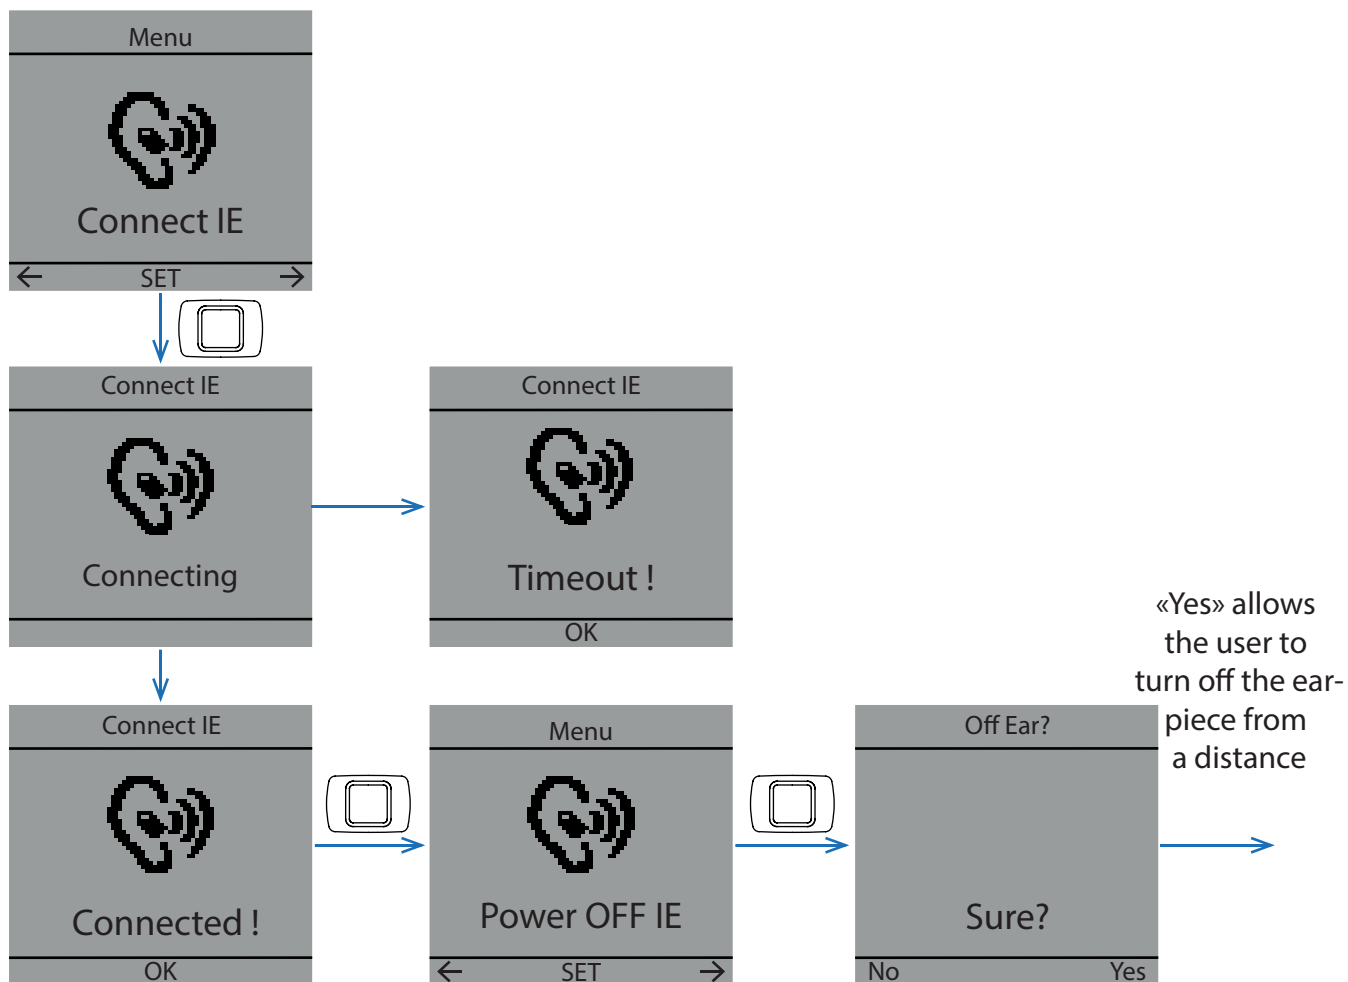 Menu
Connect IE
← SET →
Connect IE
Connecting
Connect IE
Timeout !
OK
Connect IE
Connected !
OK
Menu
Power OFF IE
← SET →
Off Ear?
Sure?
No Yes
«Yes» allows
the user to
turn off the ear-
piece from
a distance